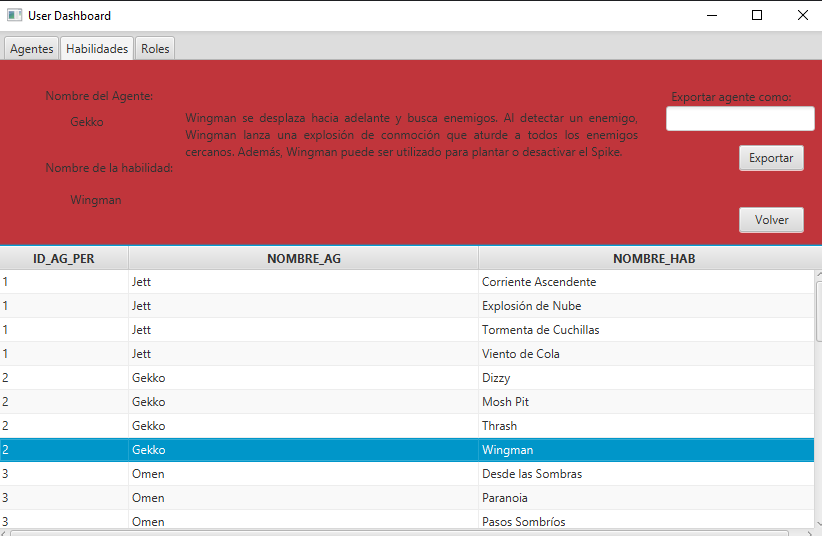 User Dashboard
Agentes Habilidades Roles
Nombre del Agente:
Gekko
Nombre de la habilidad:
Wingman
Wingman se desplaza hacia adelante y busca enemigos. Al detectar un enemigo,
Wingman lanza una explosión de conmoción que aturde a todos los enemigos
cercanos. Además, Wingman puede ser utilizado para plantar o desactivar el Spike.
Exportar agente como:
Exportar
Volver
ID_AG_PER NOMBRE_AG NOMBRE_HAB
1 Jett Corriente Ascendente
1 Jett Explosión de Nube
1 Jett Tormenta de Cuchillas
1 Jett Viento de Cola
2 Gekko Dizzy
2 Gekko Mosh Pit
2 Gekko Thrash
2 Gekko Wingman
3 Omen Desde las Sombras
3 Omen Paranoia
3 Omen Pasos Sombríos